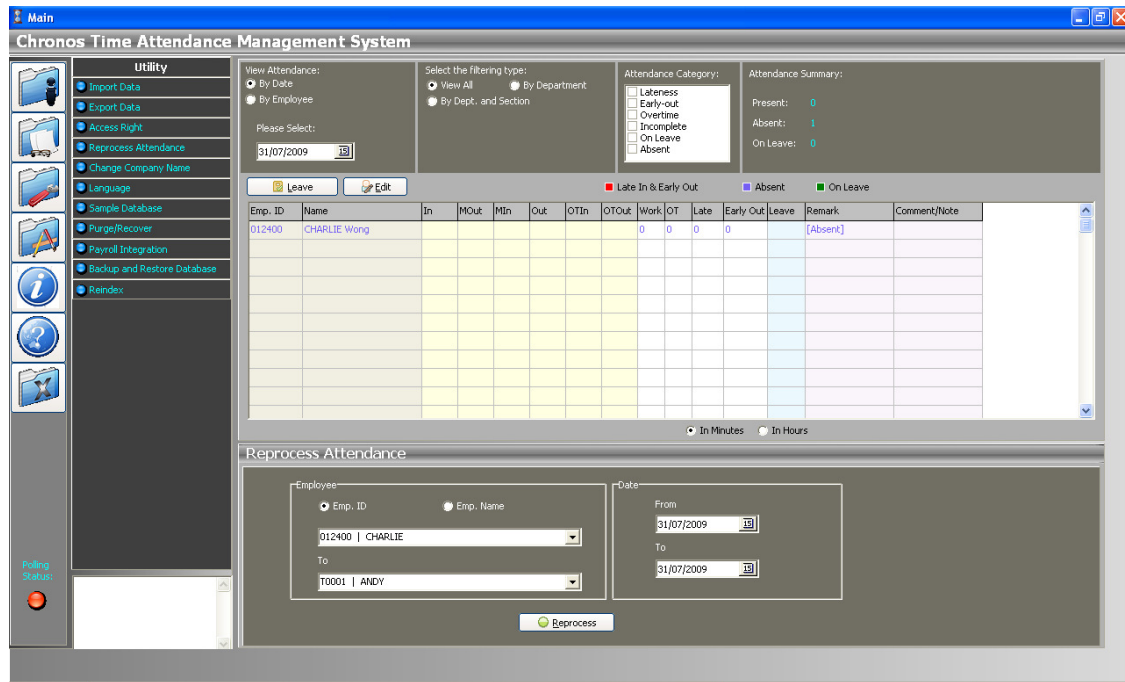 Main
Chronos Time Attendance Management System
Utility
Import Data
Export Data
Access Right
Reprocess Attendance
Change Company Name
Language
Sample Database
Purge/Recover
Payroll Integration
Backup and Restore Database
Reindex
Polling
Status:
View Attendance:
By Date
By Employee
Please Select:
31/07/2009 15
Select the filtering type:
View All By Department
By Dept. and Section
Attendance Category:
Lateness
Early-out
Overtime
Incomplete
On Leave
Absent
Attendance Summary:
Present: 0
Absent: 1
On Leave: 0
Leave Edit Late In & Early Out Absent On Leave
Emp. ID Name In MOut MIn Out OTIn OTOut Work OT Late Early Out Leave Remark Comment/Note
012400 CHARLIE Wong 0 0 0 0 [Absent]
In Minutes In Hours
Reprocess Attendance
Employee
Emp. ID Emp. Name
012400 | CHARLIE
To
T0001 | ANDY
Date
From
31/07/2009 15
To
31/07/2009 15
Reprocess